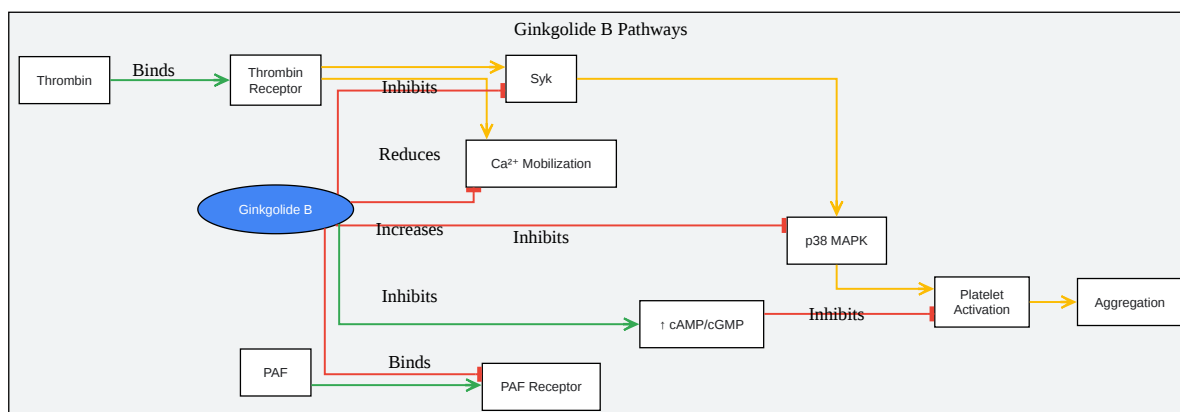 Ginkgolide B Pathways
Thrombin
Binds
Thrombin
Receptor
Syk
Inhibits
Reduces
Ca²⁺ Mobilization
Ginkgolide B
Increases
Inhibits
p38 MAPK
Inhibits
↑ cAMP/cGMP
Inhibits
Platelet
Activation
Aggregation
PAF
Binds
PAF Receptor